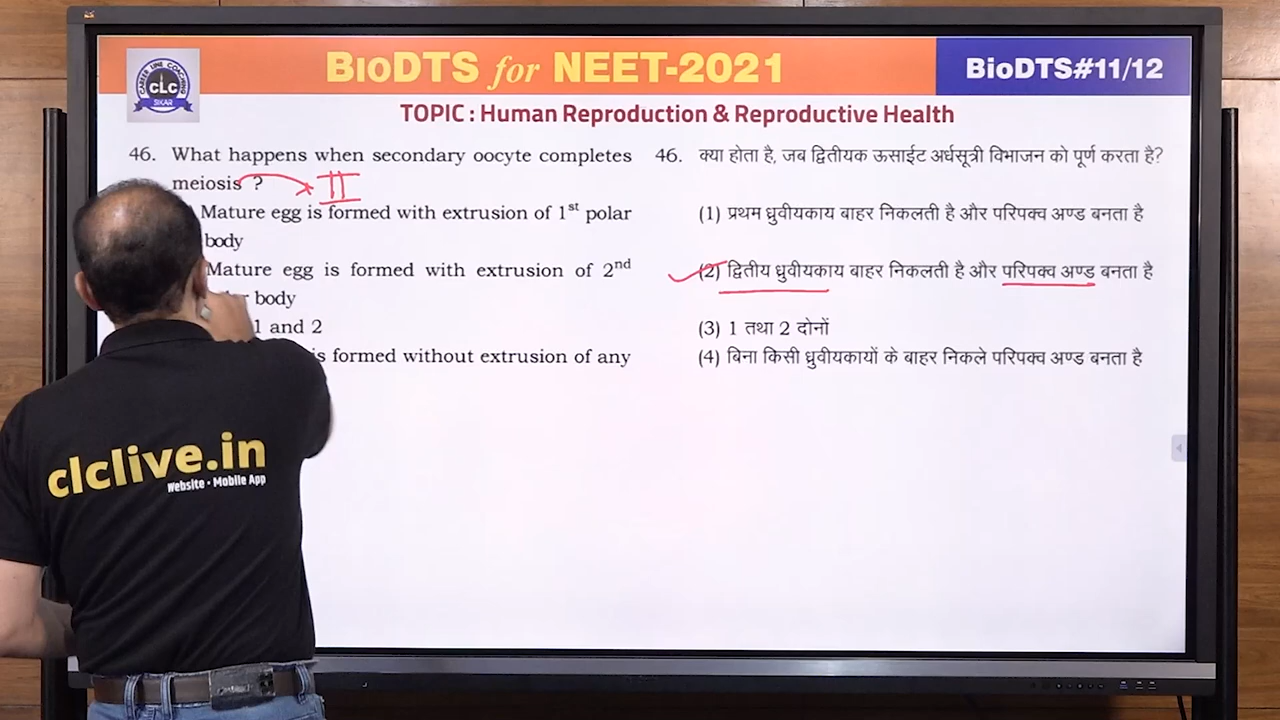 BIODTS for NEET-2021
BioDTS#11/12
CAREER LINE COACHING
CLC
SIKAR
TOPIC : Human Reproduction & Reproductive Health
46. What happens when secondary oocyte completes
meiosis ? II
Mature egg is formed with extrusion of 1st polar
body
Mature egg is formed with extrusion of 2nd
body
1 and 2
is formed without extrusion of any
46. क्या होता है, जब द्वितीयक ऊसाईट अर्धसूत्री विभाजन को पूर्ण करता है?
(1) प्रथम ध्रुवीयकाय बाहर निकलती है और परिपक्व अण्ड बनता है
(2) द्वितीय ध्रुवीयकाय बाहर निकलती है और परिपक्व अण्ड बनता है
(3) 1 तथा 2 दोनों
(4) बिना किसी ध्रुवीयकायों के बाहर निकले परिपक्व अण्ड बनता है
clclive.in
Website • Mobile App